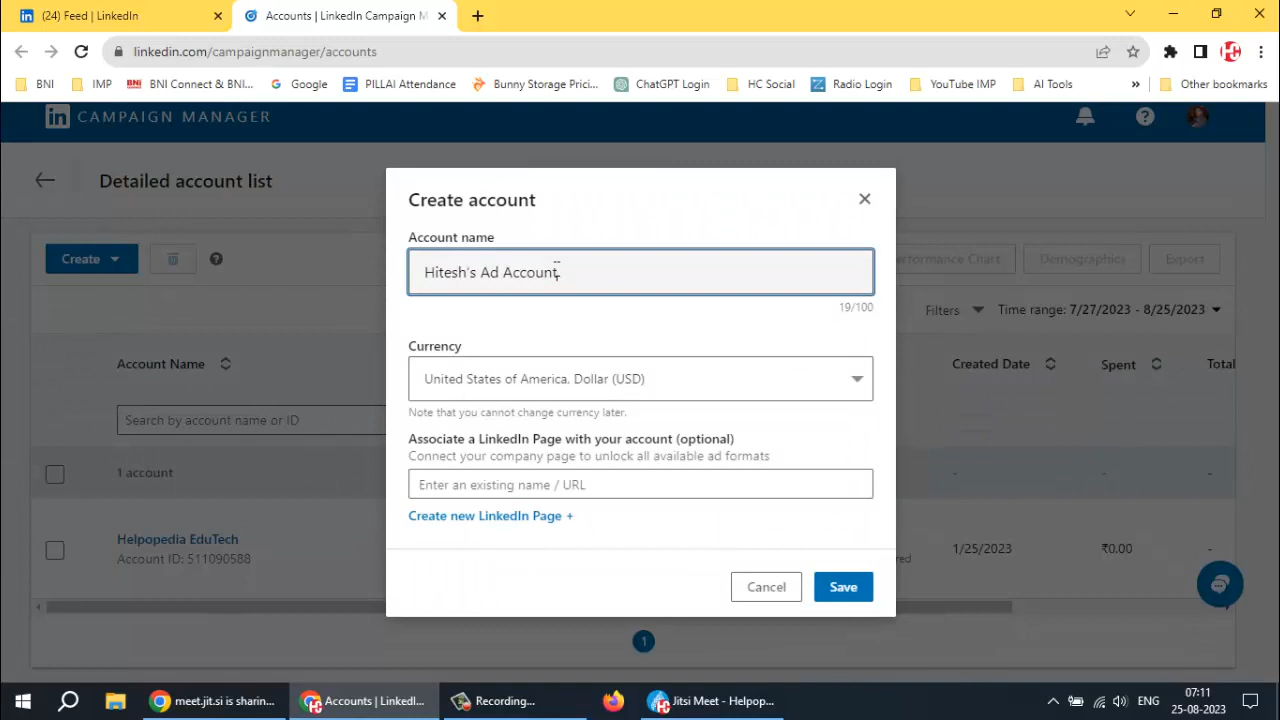 (24) Feed | LinkedIn
Accounts | LinkedIn Campaign M
linkedin.com/campaignmanager/accounts
BNI
IMP
BNI Connect & BNI...
Google
PILLAI Attendance
Bunny Storage Pricin...
ChatGPT Login
HC Social
Radio Login
YouTube IMP
AI Tools
»
Other bookmarks
in CAMPAIGN MANAGER
Detailed account list
Create
rformance Chart
Demographics
Export
Filters
Time range: 7/27/2023 - 8/25/2023
Account Name
Created Date
Spent
Total
Search by account name or ID
1 account
-
-
-
Helpopedia EduTech
Account ID: 511090588
red
1/25/2023
₹0.00
-
1
Create account
Account name
Hitesh's Ad Account
19/100
Currency
United States of America, Dollar (USD)
Note that you cannot change currency later.
Associate a LinkedIn Page with your account (optional)
Connect your company page to unlock all available ad formats
Enter an existing name / URL
Create new LinkedIn Page +
Cancel
Save
meet.jit.si is sharin...
Accounts | LinkedI...
Recording...
Jitsi Meet - Helpop...
ENG
07:11
25-08-2023